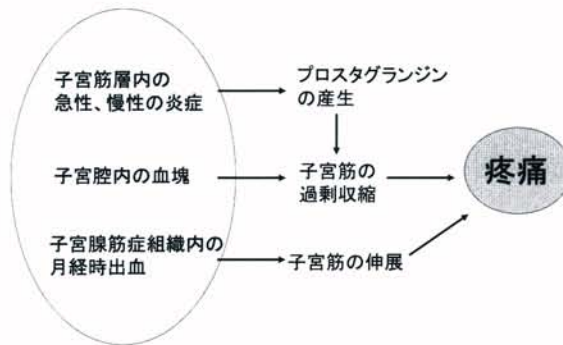 子宮筋層内の
急性、慢性の炎症
プロスタグランジン
の産生
子宮腔内の血塊
子宮筋の
過剰収縮
疼痛
子宮腺筋症組織内の
月経時出血
子宮筋の伸展